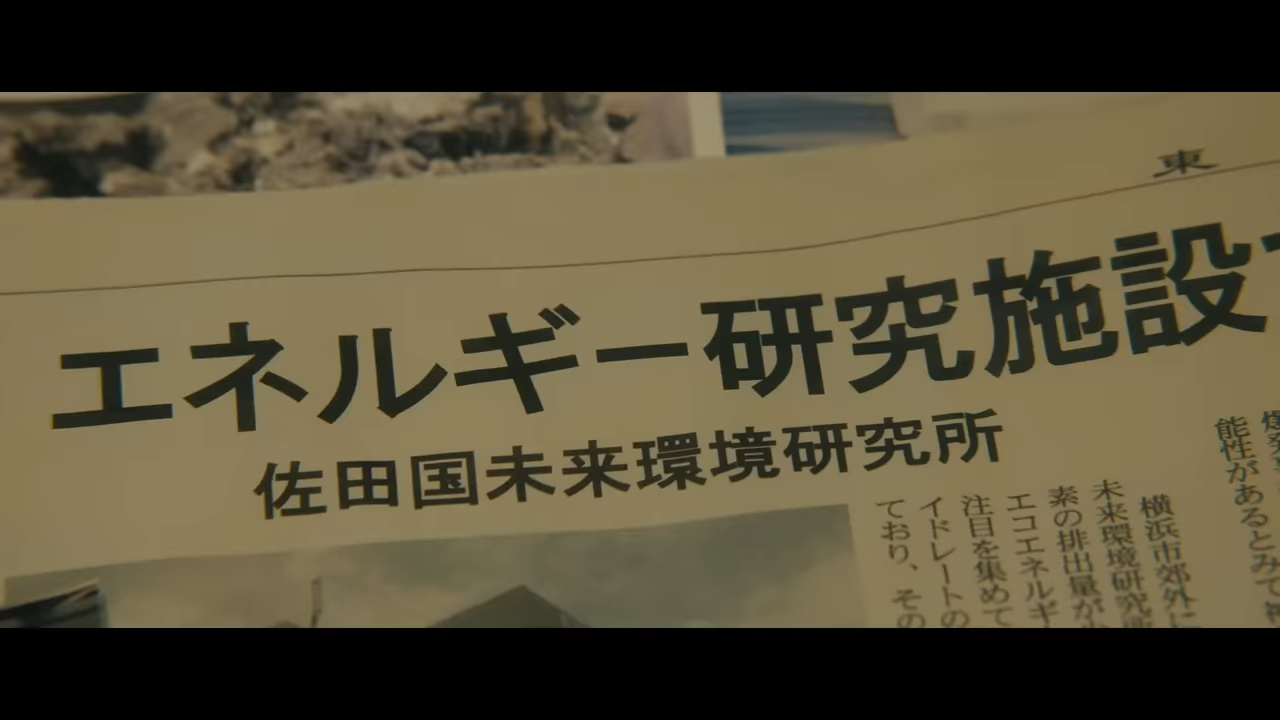 東
エネルギー研究施設
佐田国未来環境研究所
能性があるとみて
横浜市郊外に
未来環境研究
素の排出量が
エコエネルギ
注目を集めて
イドレートの
ており、その